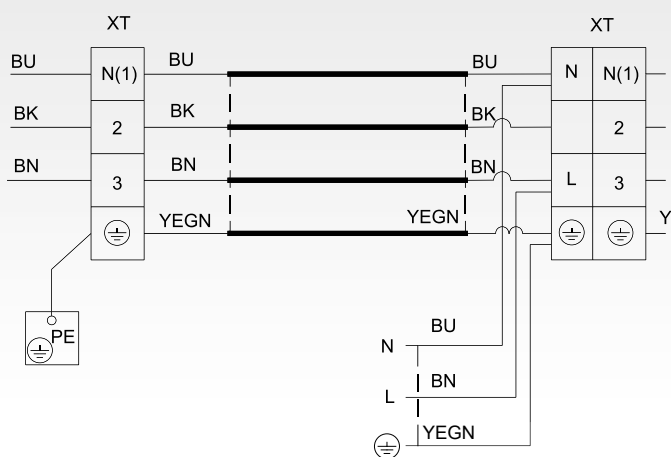 XT XT
BU N(1) BU BU N N(1)
BK 2 BK BK 2
BN 3 BN BN L 3
YEGN YEGN Y
PE
N BU
L BN
YEGN